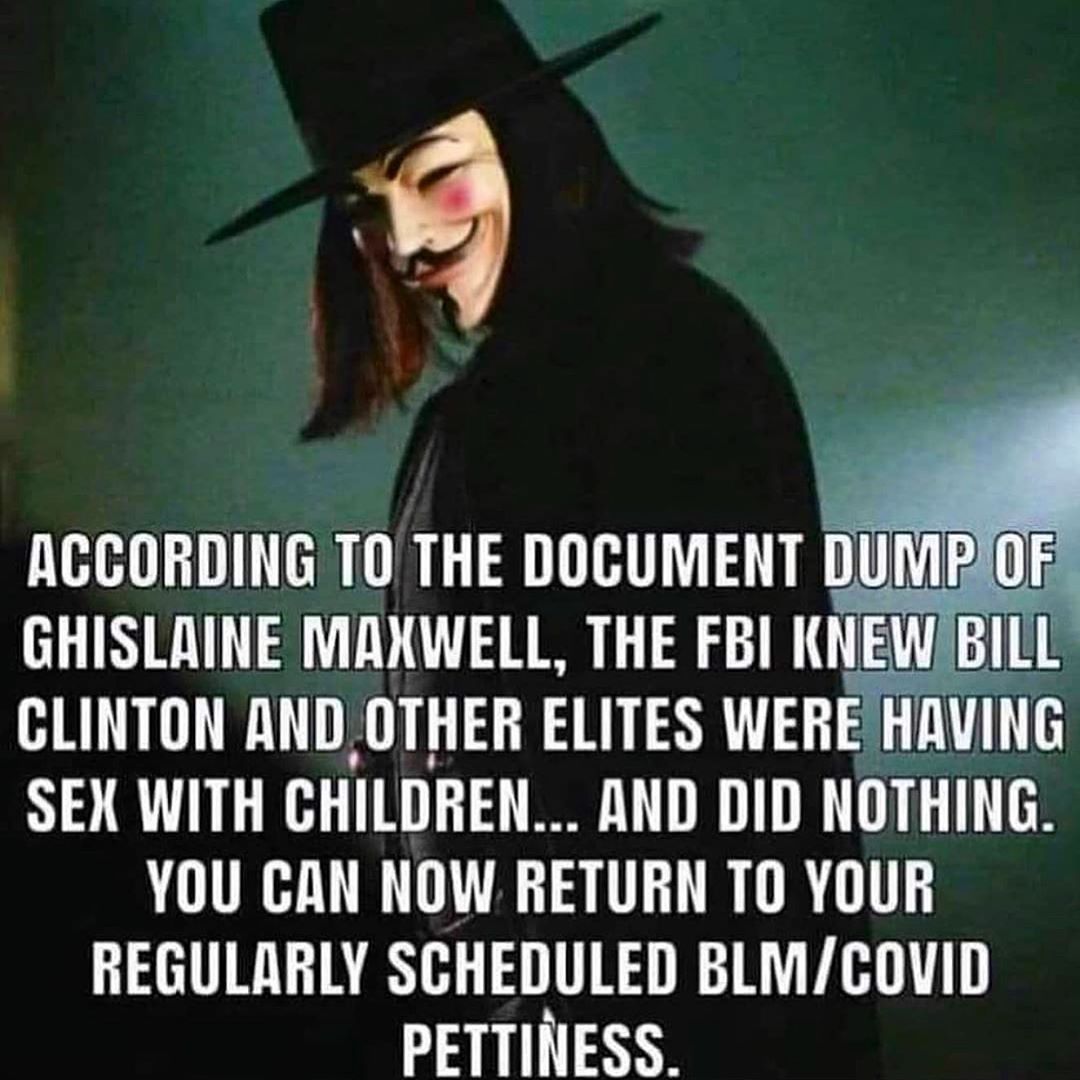 ACCORDING TO THE DOCUMENT DUMP OF
GHISLAINE MAXWELL, THE FBI KNEW BILL
CLINTON AND OTHER ELITES WERE HAVING
SEX WITH CHILDREN... AND DID NOTHING.
YOU CAN NOW RETURN TO YOUR
REGULARLY SCHEDULED BLM/COVID
PETTINESS.